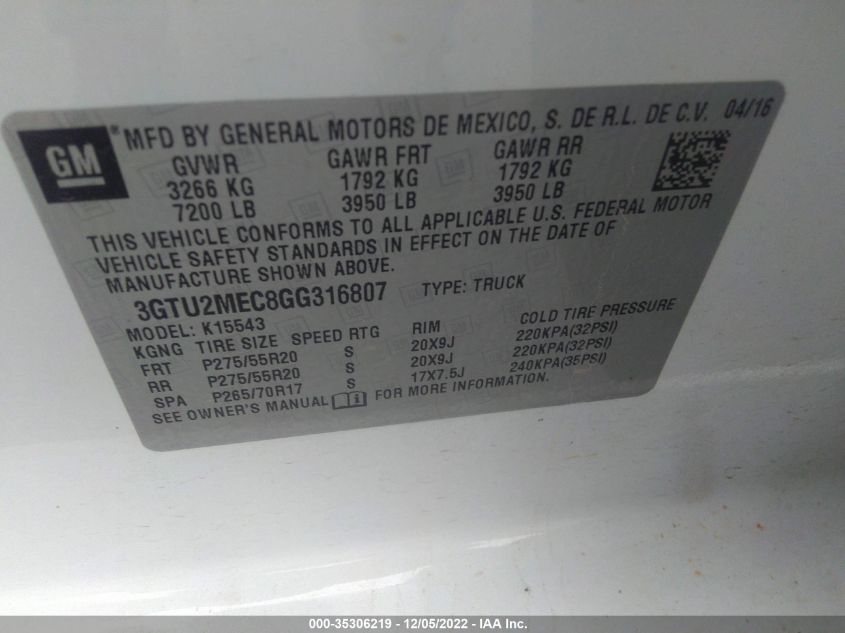 GM ® MFD BY GENERAL MOTORS DE MEXICO, S. DE R.L. DE C.V. 04/16
GVWR GAWR FRT GAWR RR
3266 KG 1792 KG 1792 KG
7200 LB 3950 LB 3950 LB
THIS VEHICLE CONFORMS TO ALL APPLICABLE U.S. FEDERAL MOTOR
VEHICLE SAFETY STANDARDS IN EFFECT ON THE DATE OF
MANUFACTURE SHOWN ABOVE.
3GTU2MEC8GG316807 TYPE: TRUCK
MODEL: K15543
KGNG TIRE SIZE SPEED RTG RIM COLD TIRE PRESSURE
FRT P275/55R20 S 20X9J 220KPA(32PSI)
RR P275/55R20 S 20X9J 220KPA(32PSI)
SPA P265/70R17 S 17X7.5J 240KPA(35PSI)
SEE OWNER'S MANUAL FOR MORE INFORMATION.
000-35306219 - 12/05/2022 - IAA Inc.